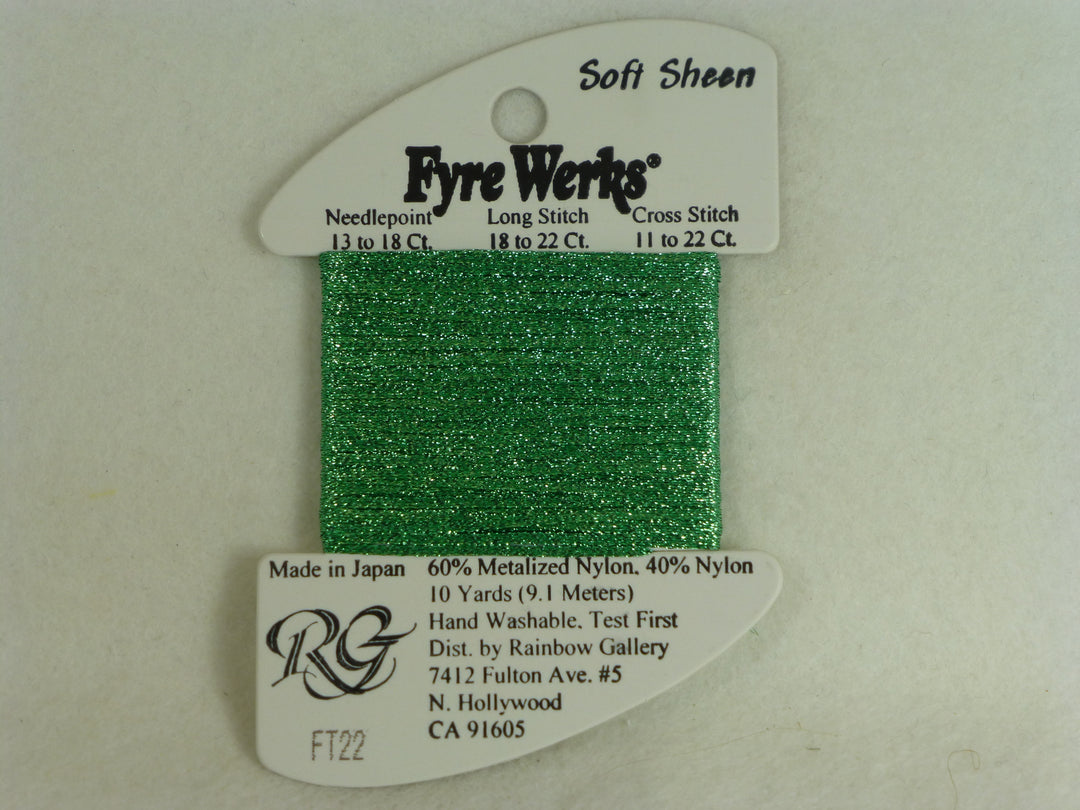 Soft Sheen
Fyre Werks®
Needlepoint Long Stitch Cross Stitch
13 to 18 Ct. 18 to 22 Ct. 11 to 22 Ct.
Made in Japan 60% Metalized Nylon, 40% Nylon
10 Yards (9.1 Meters)
Hand Washable, Test First
Dist. by Rainbow Gallery
7412 Fulton Ave. #5
N. Hollywood
CA 91605
RG
FT22